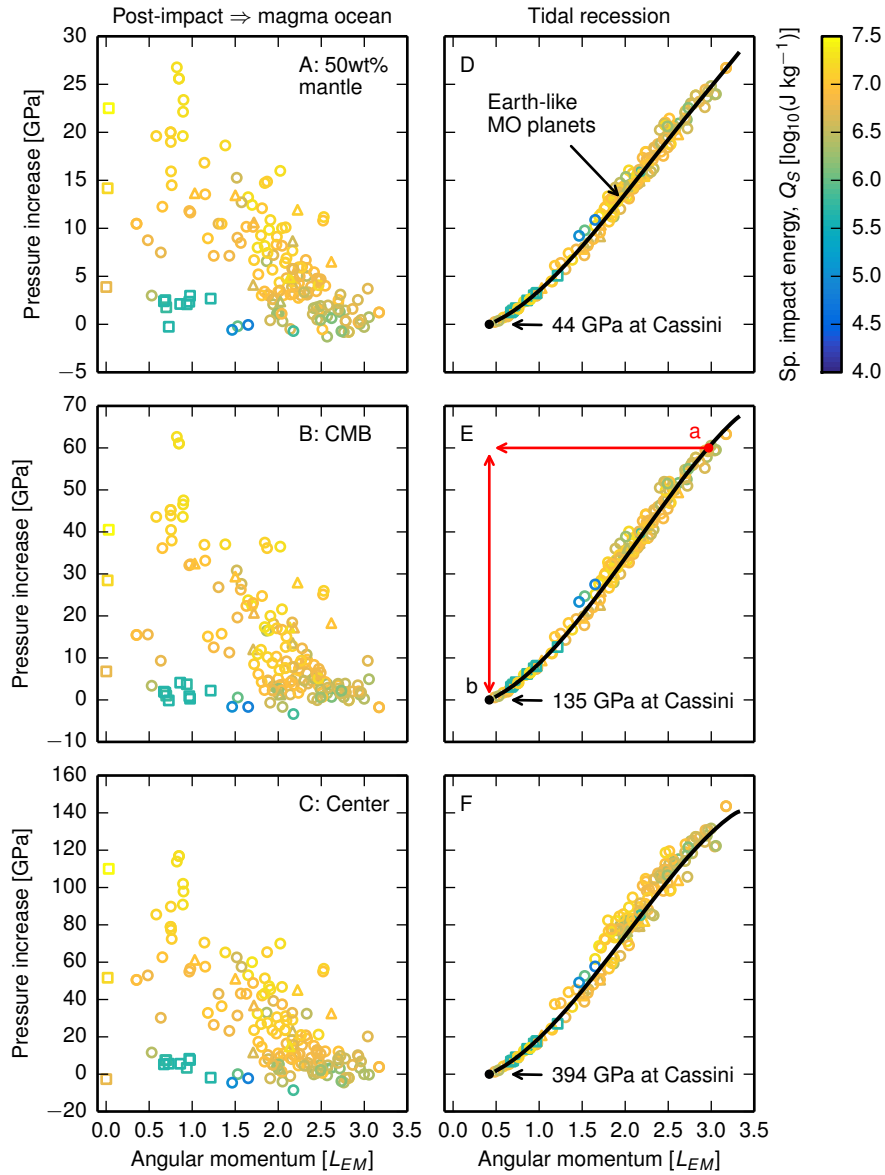 Post-impact ⇒ magma ocean
Tidal recession
30
25
20
15
10
5
0
−5
Pressure increase [GPa]
A: 50wt%
mantle
D
Earth-like
MO planets
44 GPa at Cassini
7.5
7.0
6.5
6.0
5.5
5.0
4.5
4.0
Sp. impact energy, Q_S [log10(J kg−1)]
70
60
50
40
30
20
10
0
−10
Pressure increase [GPa]
B: CMB
E
a
b
135 GPa at Cassini
160
140
120
100
80
60
40
20
0
−20
Pressure increase [GPa]
C: Center
F
394 GPa at Cassini
0.0 0.5 1.0 1.5 2.0 2.5 3.0 3.5
0.0 0.5 1.0 1.5 2.0 2.5 3.0 3.5
Angular momentum [L_EM]
Angular momentum [L_EM]